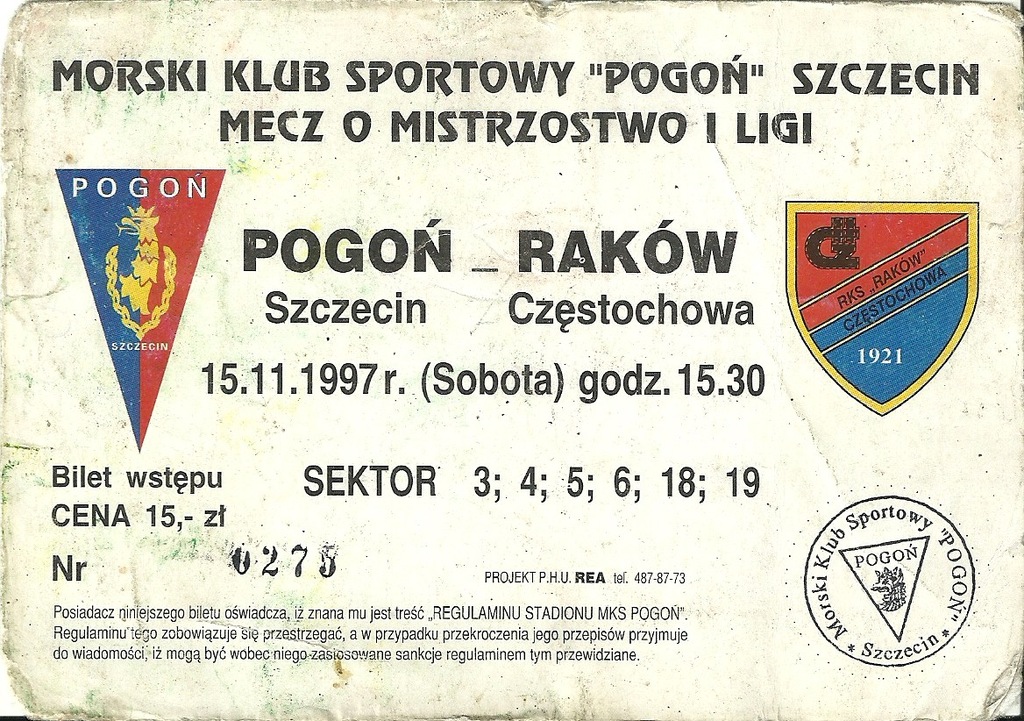 MORSKI KLUB SPORTOWY "POGOŃ" SZCZECIN
MECZ O MISTRZOSTWO I LIGI
POGOŃ
SZCZECIN
POGOŃ – RAKÓW
Szczecin Częstochowa
15.11.1997r. (Sobota) godz. 15.30
RKS „RAKÓW”
CZĘSTOCHOWA
1921
Bilet wstępu
CENA 15,- zł
SEKTOR 3; 4; 5; 6; 18; 19
Nr 0275
PROJEKT P.H.U. REA tel. 487-87-73
Posiadacz niniejszego biletu oświadcza, iż znana mu jest treść „REGULAMINU STADIONU MKS POGOŃ”.
Regulaminu tego zobowiązuje się przestrzegać, a w przypadku przekroczenia jego przepisów przyjmuje
do wiadomości, iż mogą być wobec niego zastosowane sankcje regulaminem tym przewidziane.
Morski Klub Sportowy "POGOŃ"
POGOŃ
* Szczecin *